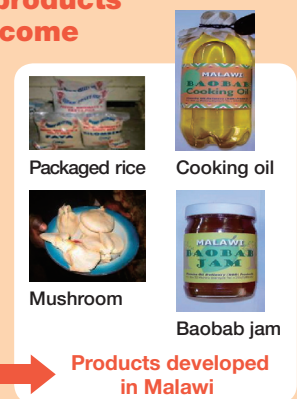 products
come
MALAWI
BAOBAB
Cooking Oil
Packaged rice
Cooking oil
MALAWI
BAOBAB
JAM
Mushroom
Baobab jam
Products developed
in Malawi